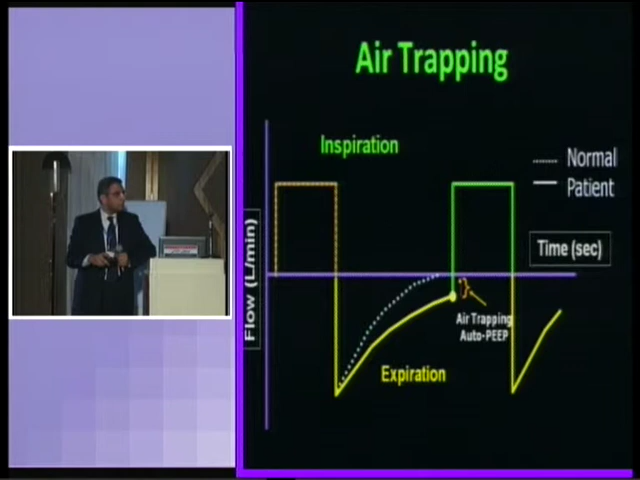 Air Trapping
Inspiration
Normal
Patient
Time (sec)
Flow (L/min)
Air Trapping
Auto-PEEP
Expiration